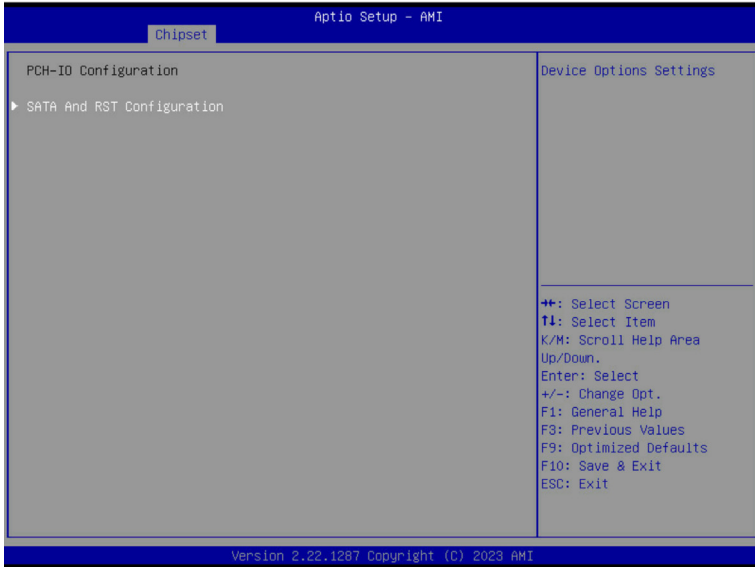 Aptio Setup – AMI
Chipset
PCH–IO Configuration
SATA And RST Configuration
Device Options Settings
→←: Select Screen
↑↓: Select Item
K/M: Scroll Help Area
Up/Down.
Enter: Select
+/–: Change Opt.
F1: General Help
F3: Previous Values
F9: Optimized Defaults
F10: Save & Exit
ESC: Exit
Version 2.22.1287 Copyright (C) 2023 AMI